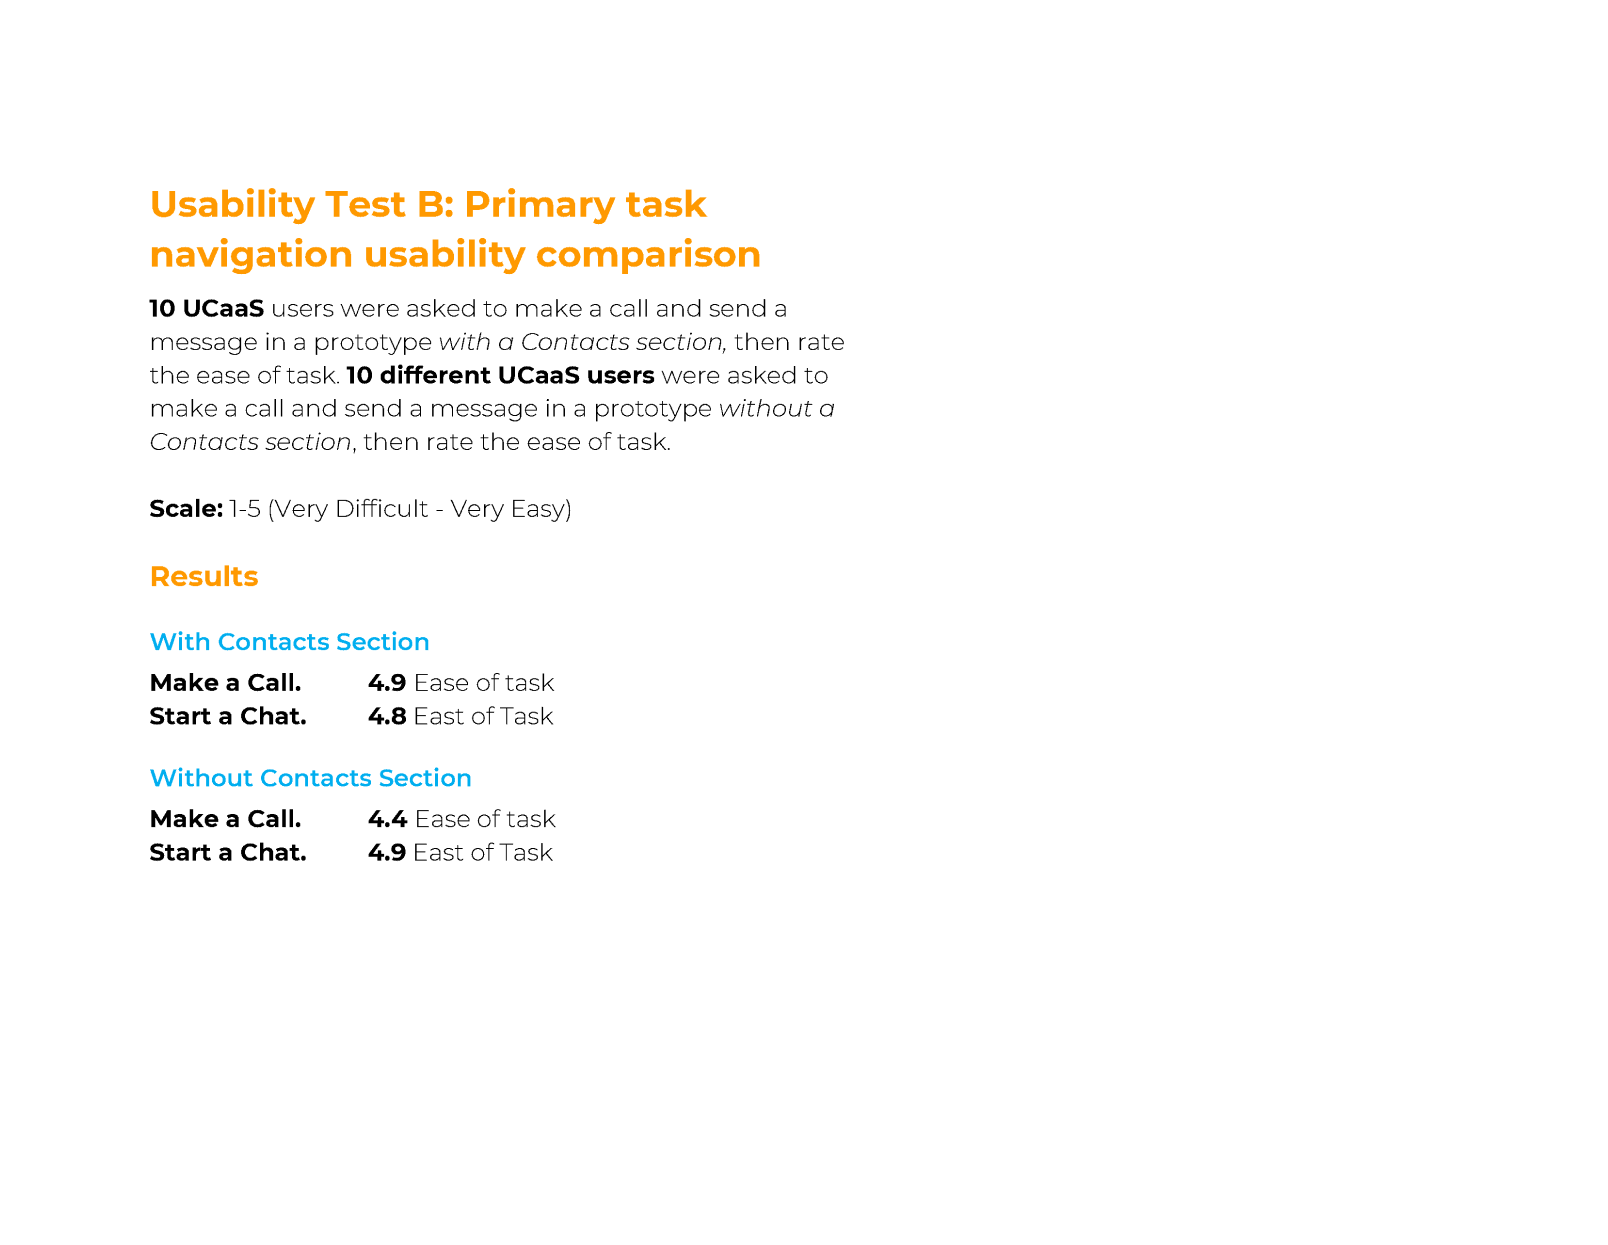 Usability Test B: Primary task
navigation usability comparison
10 UCaaS users were asked to make a call and send a
message in a prototype with a Contacts section, then rate
the ease of task. 10 different UCaaS users were asked to
make a call and send a message in a prototype without a
Contacts section, then rate the ease of task.
Scale: 1-5 (Very Difficult - Very Easy)
Results
With Contacts Section
Make a Call. 4.9 Ease of task
Start a Chat. 4.8 East of Task
Without Contacts Section
Make a Call. 4.4 Ease of task
Start a Chat. 4.9 East of Task